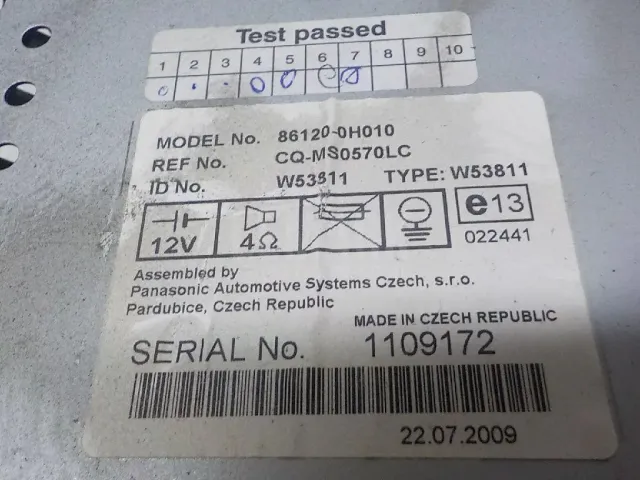 Test passed
1 2 3 4 5 6 7 8 9 10
MODEL No. 86120-0H010
REF No. CQ-MS0570LC
ID No. W53811 TYPE: W53811
12V 4Ω e13
022441
Assembled by
Panasonic Automotive Systems Czech, s.r.o.
Pardubice, Czech Republic
MADE IN CZECH REPUBLIC
SERIAL No. 1109172
22.07.2009